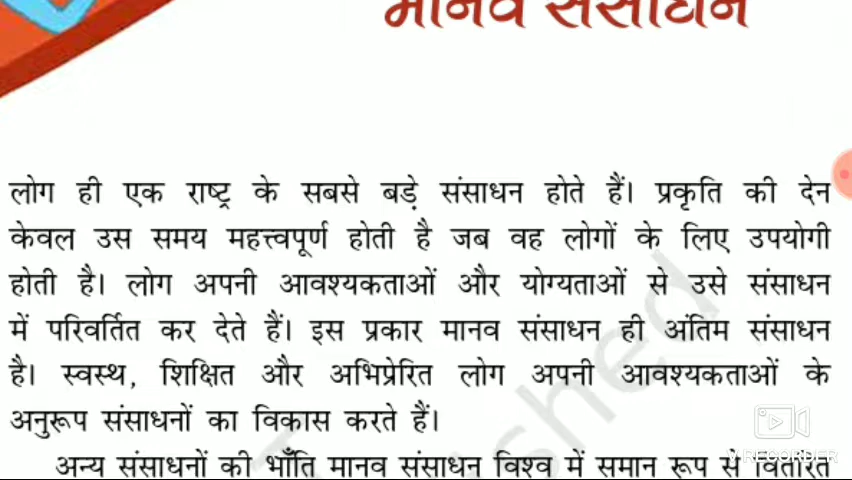 मानव संसाधन
लोग ही एक राष्ट्र के सबसे बड़े संसाधन होते हैं। प्रकृति की देन
केवल उस समय महत्त्वपूर्ण होती है जब वह लोगों के लिए उपयोगी
होती है। लोग अपनी आवश्यकताओं और योग्यताओं से उसे संसाधन
में परिवर्तित कर देते हैं। इस प्रकार मानव संसाधन ही अंतिम संसाधन
है। स्वस्थ, शिक्षित और अभिप्रेरित लोग अपनी आवश्यकताओं के
अनुरूप संसाधनों का विकास करते हैं।
अन्य संसाधनों की भाँति मानव संसाधन विश्व में समान रूप से वितरित
V RECORDER